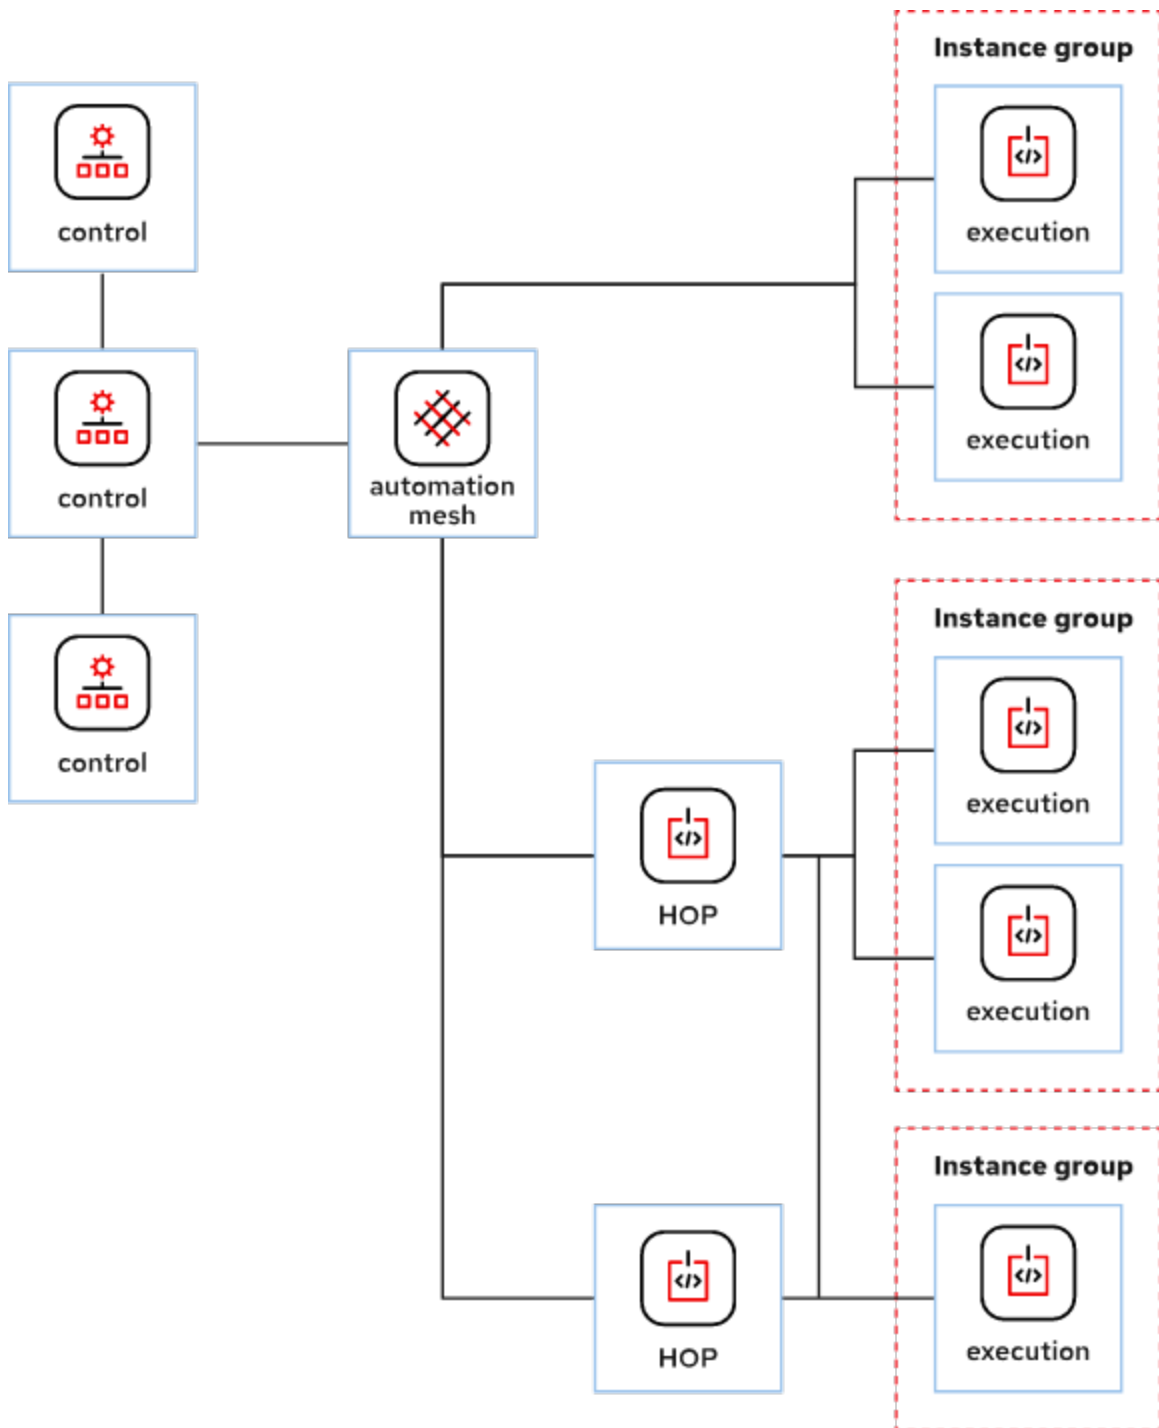 control
control
control
automation
mesh
Instance group
</>
execution
</>
execution
Instance group
</>
execution
</>
execution
</>
HOP
</>
HOP
Instance group
</>
execution